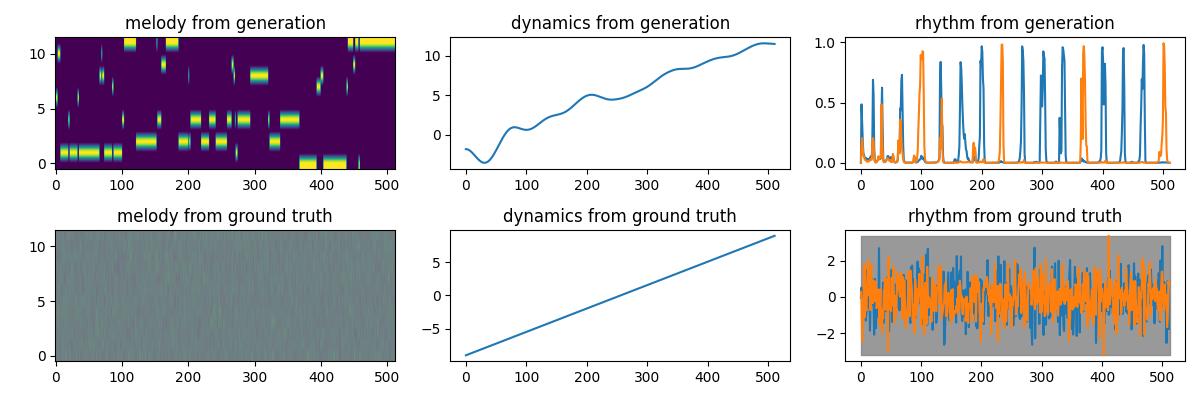 melody from generation
dynamics from generation
rhythm from generation
10
5
0
0 100 200 300 400 500
10
5
0
0 100 200 300 400 500
1.0
0.5
0.0
0 100 200 300 400 500
melody from ground truth
dynamics from ground truth
rhythm from ground truth
10
5
0
0 100 200 300 400 500
5
0
−5
0 100 200 300 400 500
2
0
−2
0 100 200 300 400 500